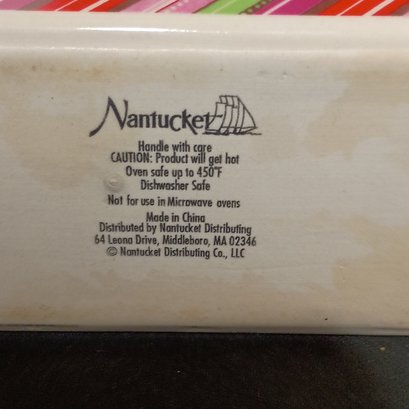 Nantucket
Handle with care
CAUTION: Product will get hot
Oven safe up to 450°F
Dishwasher Safe
Not for use in Microwave ovens
Made in China
Distributed by Nantucket Distributing
64 Leona Drive, Middleboro, MA 02346
© Nantucket Distributing Co., LLC